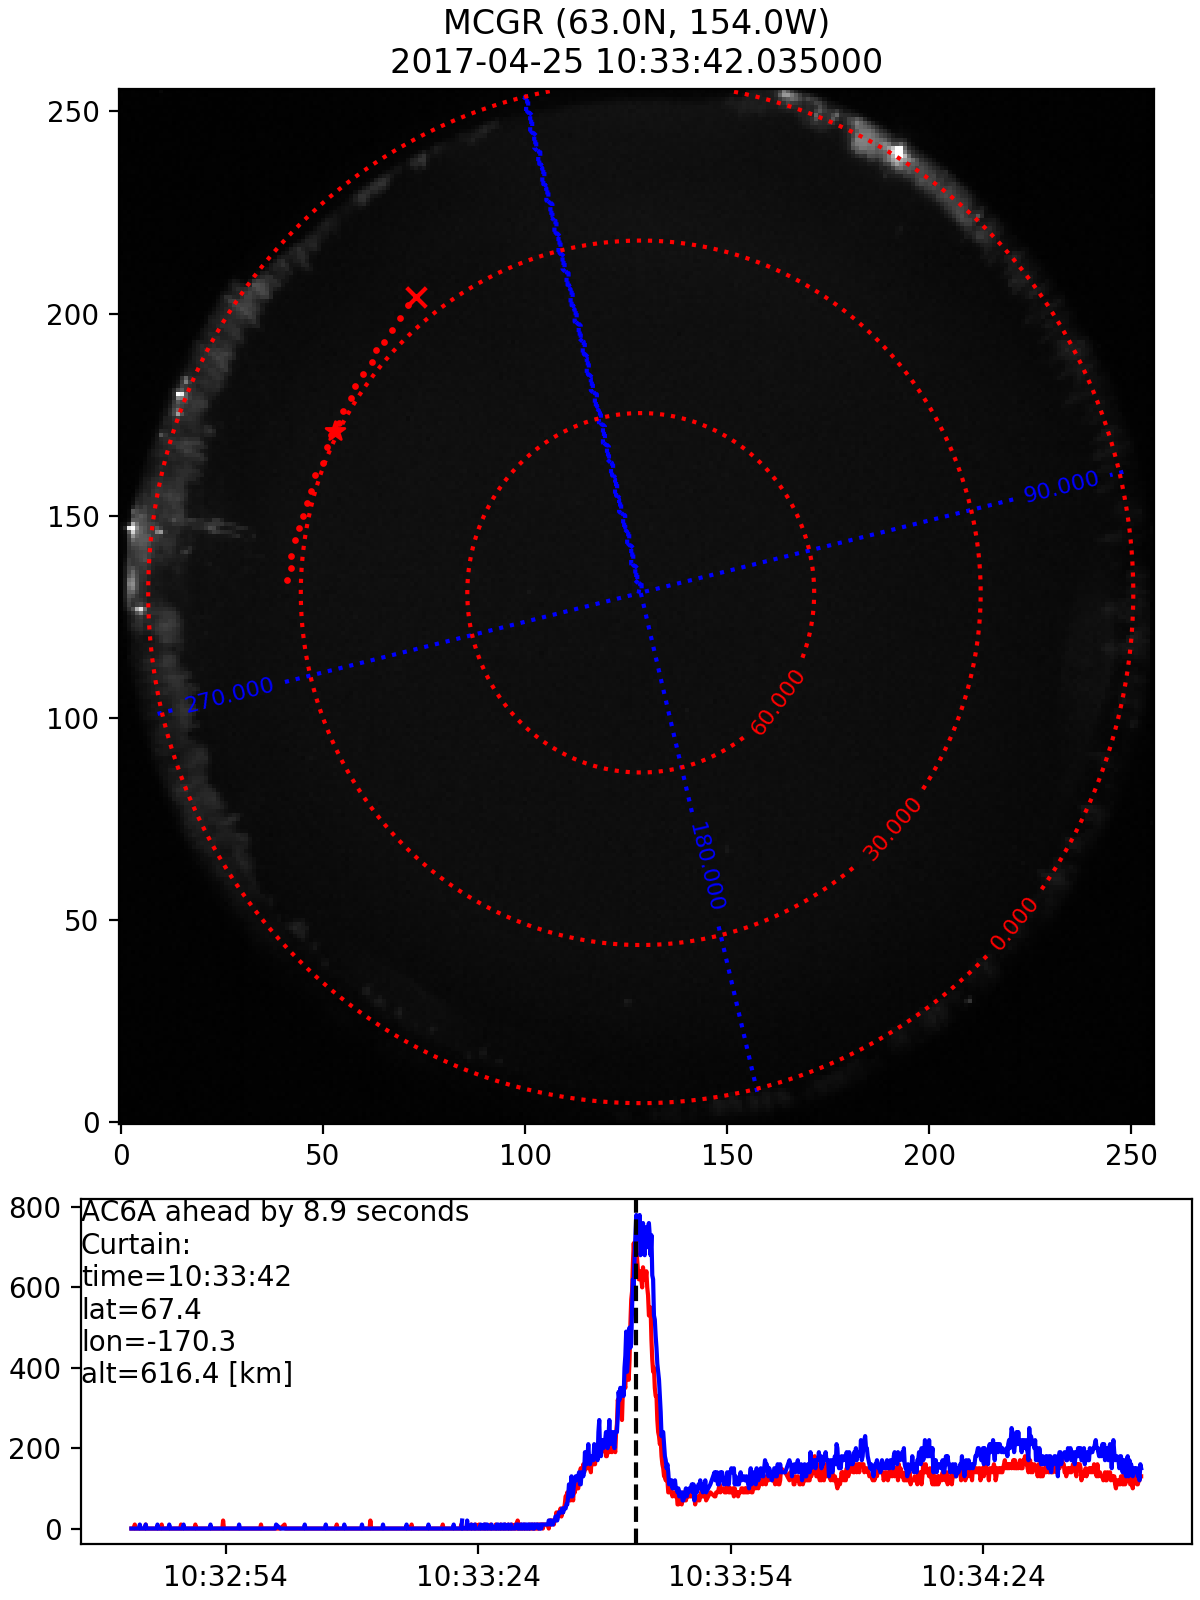 MCGR (63.0N, 154.0W)
2017-04-25 10:33:42.035000
250
200
150
100
50
0
0 50 100 150 200 250
90.000
270.000
60.000
180.000
30.000
0.000
800
600
400
200
0
AC6A ahead by 8.9 seconds
Curtain:
time=10:33:42
lat=67.4
lon=-170.3
alt=616.4 [km]
10:32:54 10:33:24 10:33:54 10:34:24